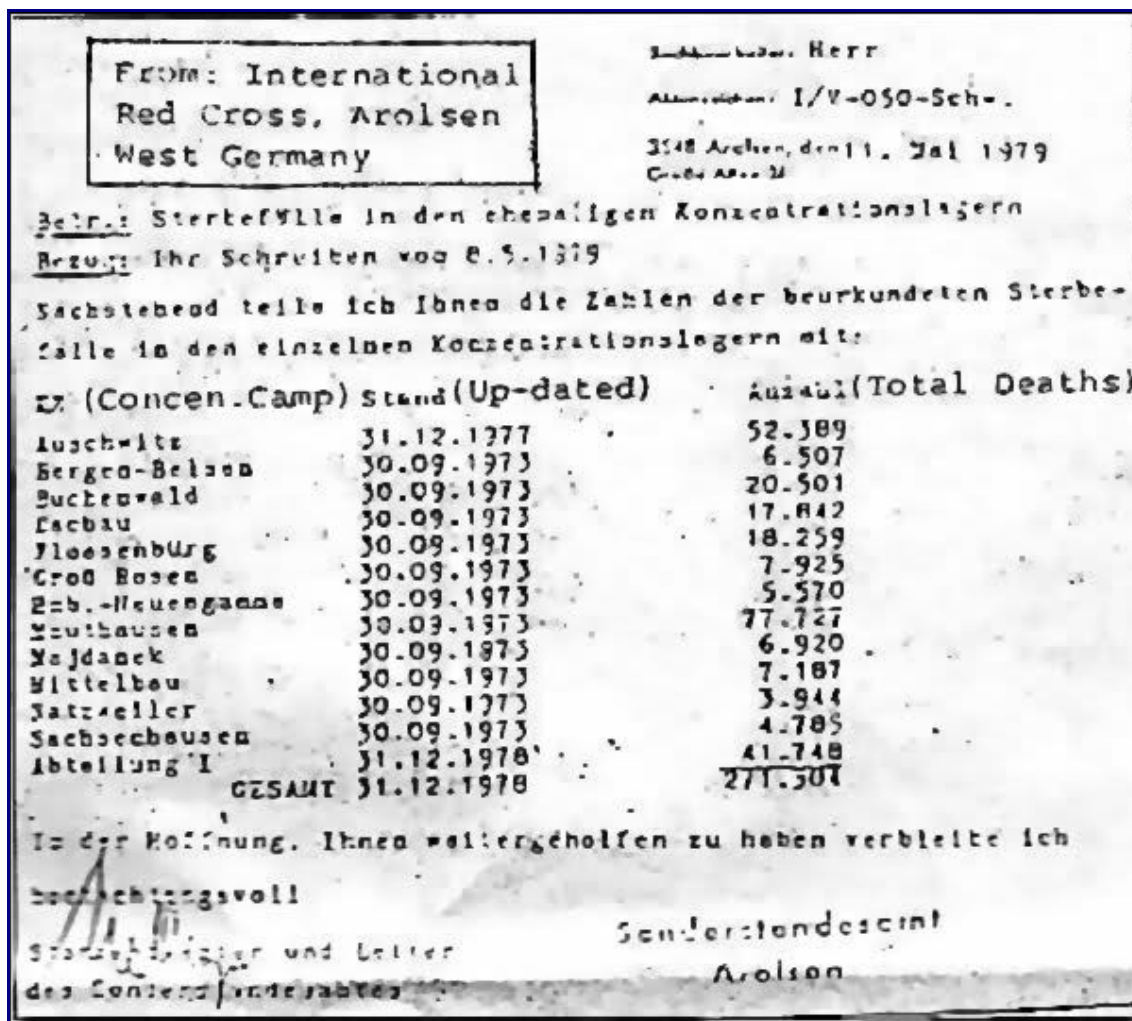 From: International
Red Cross, Arolsen
West Germany
Herr
I/V-050-Sch-.
3548 Arolsen, den 11. Mai 1979
Große Allee
Betr.: Sterbefälle in den ehemaligen Konzentrationslagern
Bezug: Ihr Schreiben vom 8.5.1979
Nachstehend teile ich Ihnen die Zahlen der beurkundeten Sterbe-
fälle in den einzelnen Konzentrationslagern mit:
KZ (Concen.Camp) Stand (Up-dated) Anzahl (Total Deaths)
Auschwitz 31.12.1977 52.389
Bergen-Belsen 30.09.1973 6.507
Buchenwald 30.09.1973 20.501
Dachau 30.09.1973 17.842
Flossenbürg 30.09.1973 18.259
Groß Rosen 30.09.1973 7.925
-Neuengamme 30.09.1973 5.570
Mauthausen 30.09.1973 77.727
Majdanek 30.09.1973 6.920
Mittelbau 30.09.1973 7.187
Natzweiler 30.09.1973 3.944
Sachsenhausen 30.09.1973 4.785
Abteilung I 31.12.1978 41.748
GESAMT 31.12.1978 271.304
In der Hoffnung, Ihnen weitergeholfen zu haben verbleibe ich
hochachtungsvoll
und Leiter
des Sonderstandesamtes
Sonderstandesamt
Arolsen